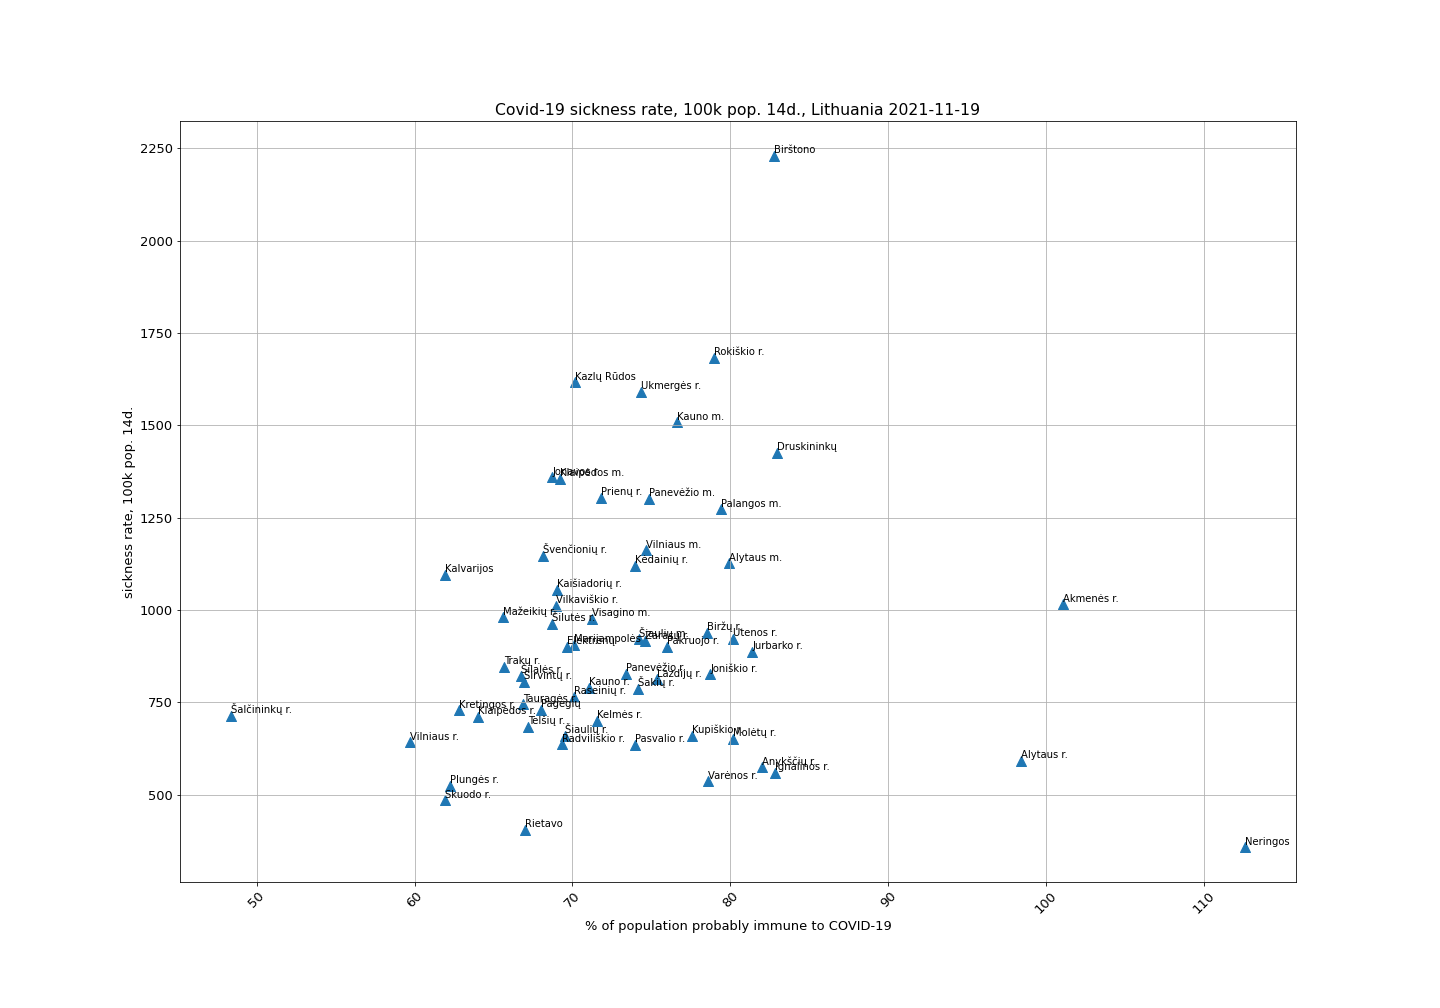 Covid-19 sickness rate, 100k pop. 14d., Lithuania 2021-11-19
2250
Birštono
2000
1750
Rokiškio r.
Kazlų Rūdos
Ukmergės r.
1500
Kauno m.
Druskininkų
Jonavos r.
Klaipėdos m.
Prienų r.
Panevėžio m.
Palangos m.
1250
sickness rate, 100k pop. 14d.
Vilniaus m.
Švenčionių r.
Kėdainių r.
Alytaus m.
Kalvarijos
Kaišiadorių r.
Vilkaviškio r.
Akmenės r.
1000
Mažeikių r.
Šilutės r.
Visagino m.
Biržų r.
Šiaulių m.
Zarasų r.
Utenos r.
Marijampolės
Elektrėnų
Pakruojo r.
Jurbarko r.
Trakų r.
Šilalės r.
Širvintų r.
Panevėžio r.
Lazdijų r.
Joniškio r.
Kauno r.
Šakių r.
Raseinių r.
750
Tauragės r.
Pagėgių
Kretingos r.
Klaipėdos r.
Šalčininkų r.
Kelmės r.
Telšių r.
Šiaulių r.
Radviliškio r.
Pasvalio r.
Kupiškio r.
Molėtų r.
Vilniaus r.
Anykščių r.
Ignalinos r.
Alytaus r.
Varėnos r.
Plungės r.
500
Skuodo r.
Rietavo
Neringos
50
60
70
80
90
100
110
% of population probably immune to COVID-19